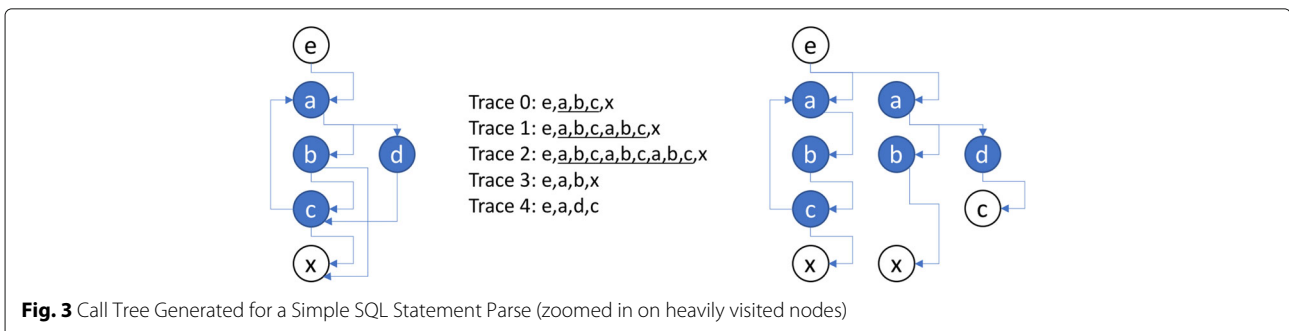 e
a
b
d
c
x
Trace 0: e,a,b,c,x
Trace 1: e,a,b,c,a,b,c,x
Trace 2: e,a,b,c,a,b,c,a,b,c,x
Trace 3: e,a,b,x
Trace 4: e,a,d,c
e
a a
b b d
c c
x x
Fig. 3 Call Tree Generated for a Simple SQL Statement Parse (zoomed in on heavily visited nodes)